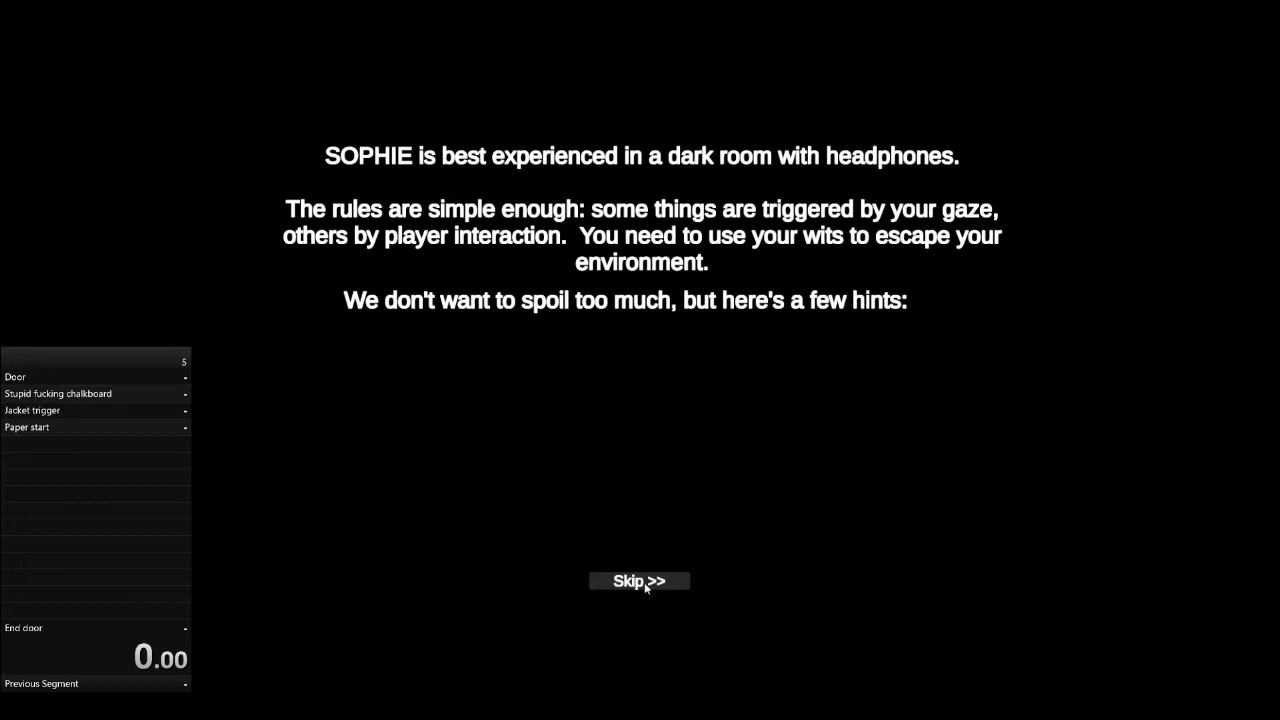 SOPHIE is best experienced in a dark room with headphones.
The rules are simple enough: some things are triggered by your gaze,
others by player interaction.  You need to use your wits to escape your
environment.
We don't want to spoil too much, but here's a few hints:
5
Door -
Stupid fucking chalkboard -
Jacket trigger -
Paper start -
Skip >>
End door -
0.00
Previous Segment -